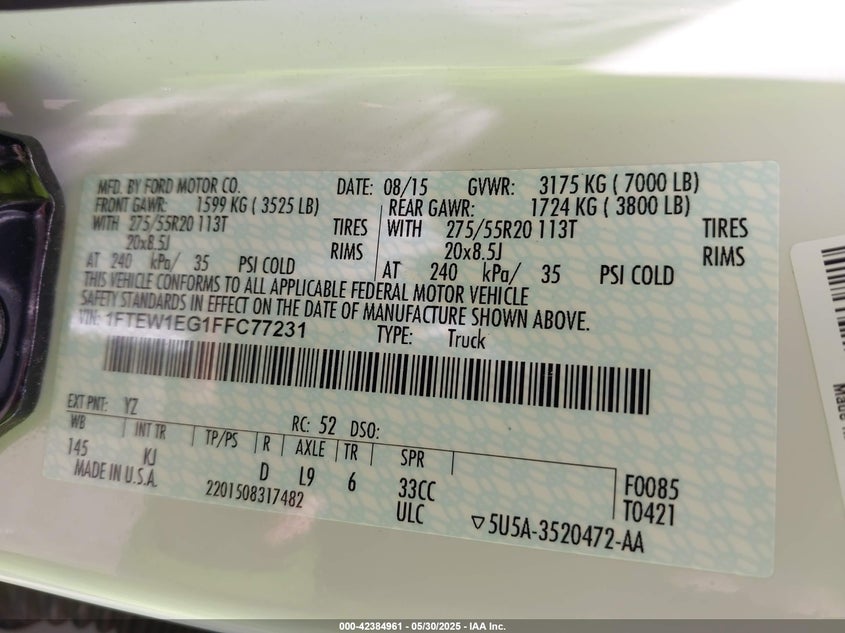 MFD. BY FORD MOTOR CO. DATE: 08/15 GVWR: 3175 KG ( 7000 LB)
FRONT GAWR: 1599 KG ( 3525 LB) REAR GAWR: 1724 KG ( 3800 LB)
WITH 275/55R20 113T TIRES WITH 275/55R20 113T TIRES
20x8.5J RIMS 20x8.5J RIMS
AT 240 kPa/ 35 PSI COLD AT 240 kPa/ 35 PSI COLD
THIS VEHICLE CONFORMS TO ALL APPLICABLE FEDERAL MOTOR VEHICLE
SAFETY STANDARDS IN EFFECT ON THE DATE OF MANUFACTURE SHOWN ABOVE.
VIN: 1FTEW1EG1FFC77231 TYPE: Truck
EXT PNT: YZ RC: 52 DSO:
WB INT TR TP/PS R AXLE TR SPR
145 KJ D L9 6 33CC F0085
MADE IN U.S.A. 2201508317482 ULC T0421
5U5A-3520472-AA
Made
000-42384961 - 05/30/2025 - IAA Inc.